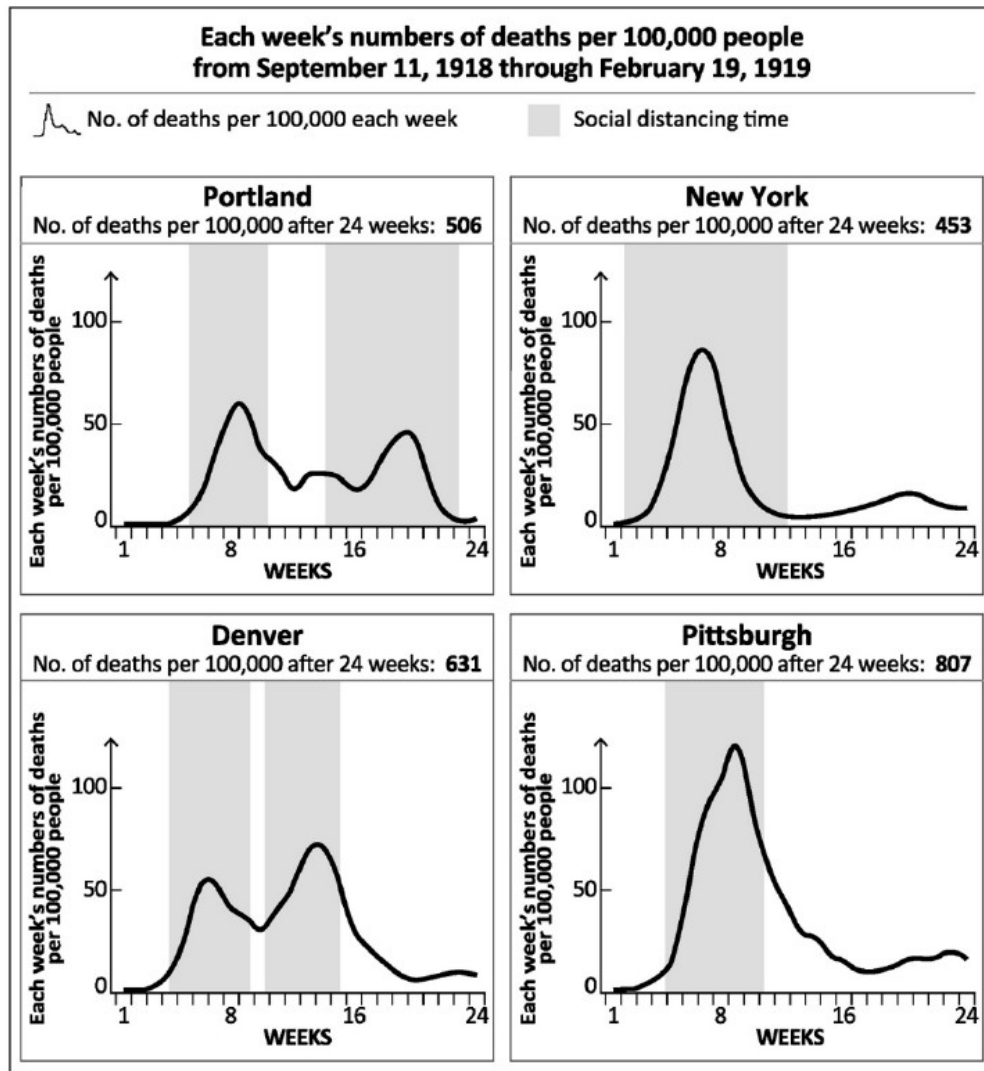 Each week's numbers of deaths per 100,000 people
from September 11, 1918 through February 19, 1919
No. of deaths per 100,000 each week
Social distancing time
Portland
No. of deaths per 100,000 after 24 weeks: 506
Each week's numbers of deaths
per 100,000 people
100
50
0
1 8 16 24
WEEKS
New York
No. of deaths per 100,000 after 24 weeks: 453
Each week's numbers of deaths
per 100,000 people
100
50
0
1 8 16 24
WEEKS
Denver
No. of deaths per 100,000 after 24 weeks: 631
Each week's numbers of deaths
per 100,000 people
100
50
0
1 8 16 24
WEEKS
Pittsburgh
No. of deaths per 100,000 after 24 weeks: 807
Each week's numbers of deaths
per 100,000 people
100
50
0
1 8 16 24
WEEKS